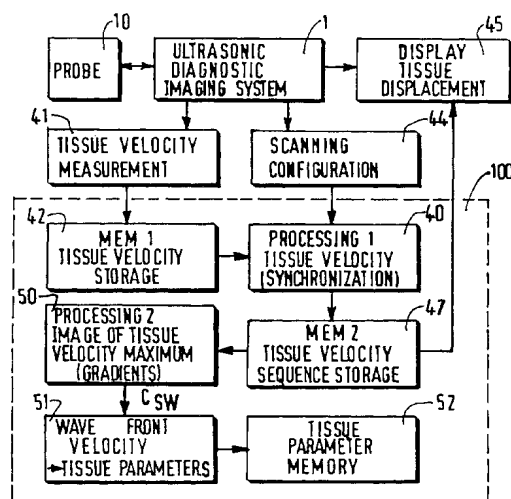 10
PROBE
1
ULTRASONIC
DIAGNOSTIC
IMAGING SYSTEM
45
DISPLAY
TISSUE
DISPLACEMENT
41
TISSUE VELOCITY
MEASUREMENT
44
SCANNING
CONFIGURATION
100
42
MEM 1
TISSUE VELOCITY
STORAGE
40
PROCESSING 1
TISSUE VELOCITY
(SYNCHRONIZATION)
50
PROCESSING 2
IMAGE OF TISSUE
VELOCITY MAXIMUM
(GRADIENTS)
47
MEM 2
TISSUE VELOCITY
SEQUENCE STORAGE
CSW
51
WAVE FRONT
VELOCITY
→TISSUE PARAMETERS
52
TISSUE
PARAMETER
MEMORY